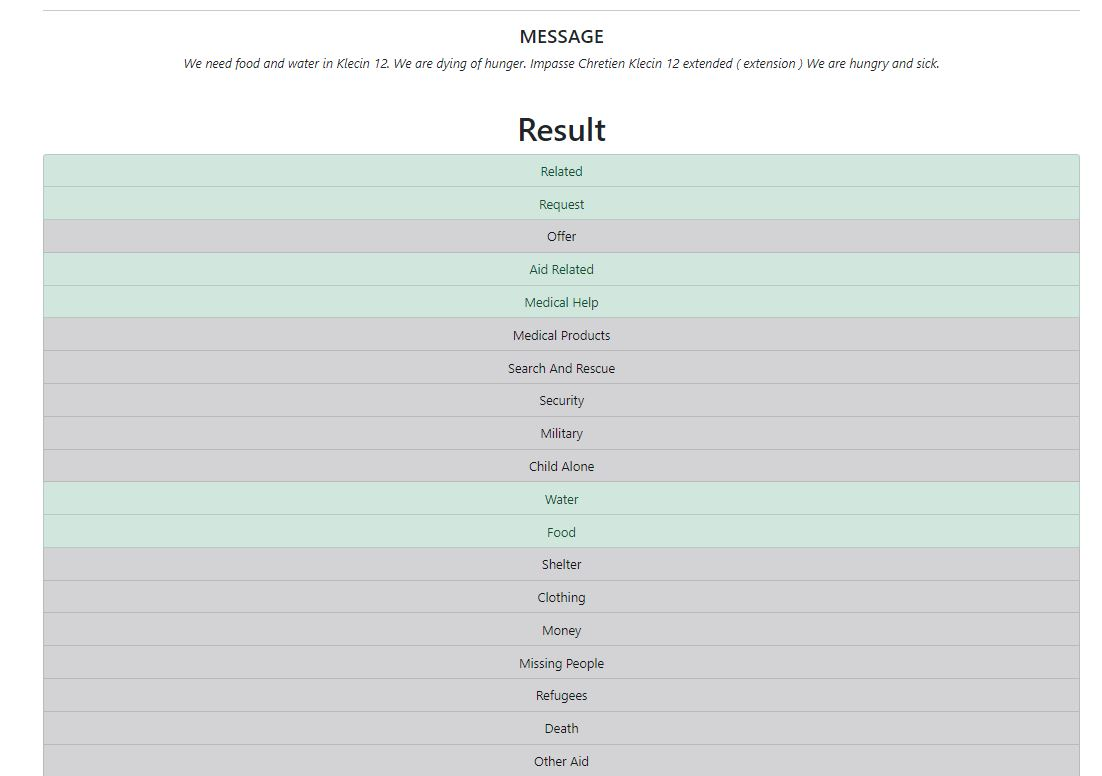 MESSAGE
We need food and water in Klecin 12. We are dying of hunger. Impasse Chretien Klecin 12 extended ( extension ) We are hungry and sick.
Result
Related
Request
Offer
Aid Related
Medical Help
Medical Products
Search And Rescue
Security
Military
Child Alone
Water
Food
Shelter
Clothing
Money
Missing People
Refugees
Death
Other Aid